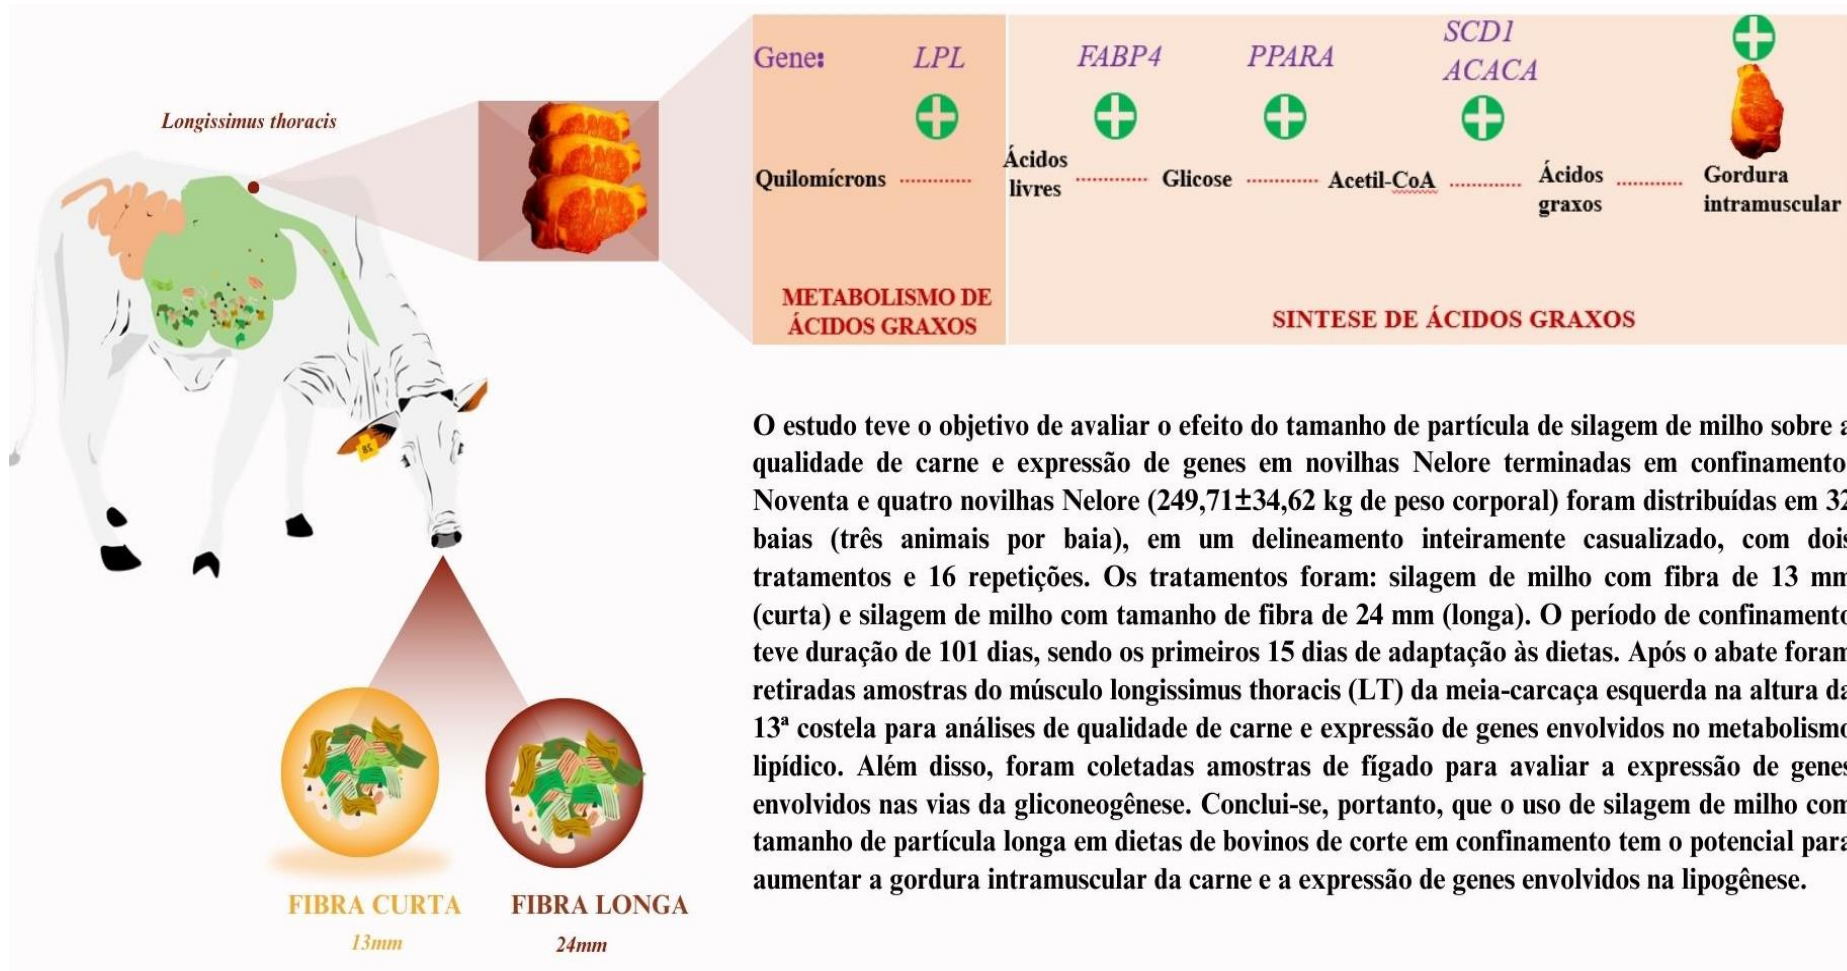 Gene:
LPL
FABP4
PPARA
SCD1
ACACA
Longissimus thoracis
Quilomícrons
Ácidos
livres
Glicose
Acetil-CoA
Ácidos
graxos
Gordura
intramuscular
METABOLISMO DE
ÁCIDOS GRAXOS
SINTESE DE ÁCIDOS GRAXOS
O estudo teve o objetivo de avaliar o efeito do tamanho de partícula de silagem de milho sobre a
qualidade de carne e expressão de genes em novilhas Nelore terminadas em confinamento.
Noventa e quatro novilhas Nelore (249,71±34,62 kg de peso corporal) foram distribuídas em 32
baias (três animais por baia), em um delineamento inteiramente casualizado, com dois
tratamentos e 16 repetições. Os tratamentos foram: silagem de milho com fibra de 13 mm
(curta) e silagem de milho com tamanho de fibra de 24 mm (longa). O período de confinamento
teve duração de 101 dias, sendo os primeiros 15 dias de adaptação às dietas. Após o abate foram
retiradas amostras do músculo longissimus thoracis (LT) da meia-carcaça esquerda na altura da
13ª costela para análises de qualidade de carne e expressão de genes envolvidos no metabolismo
lipídico. Além disso, foram coletadas amostras de fígado para avaliar a expressão de genes
envolvidos nas vias da gliconeogênese. Conclui-se, portanto, que o uso de silagem de milho com
tamanho de partícula longa em dietas de bovinos de corte em confinamento tem o potencial para
aumentar a gordura intramuscular da carne e a expressão de genes envolvidos na lipogênese.
FIBRA CURTA
13mm
FIBRA LONGA
24mm